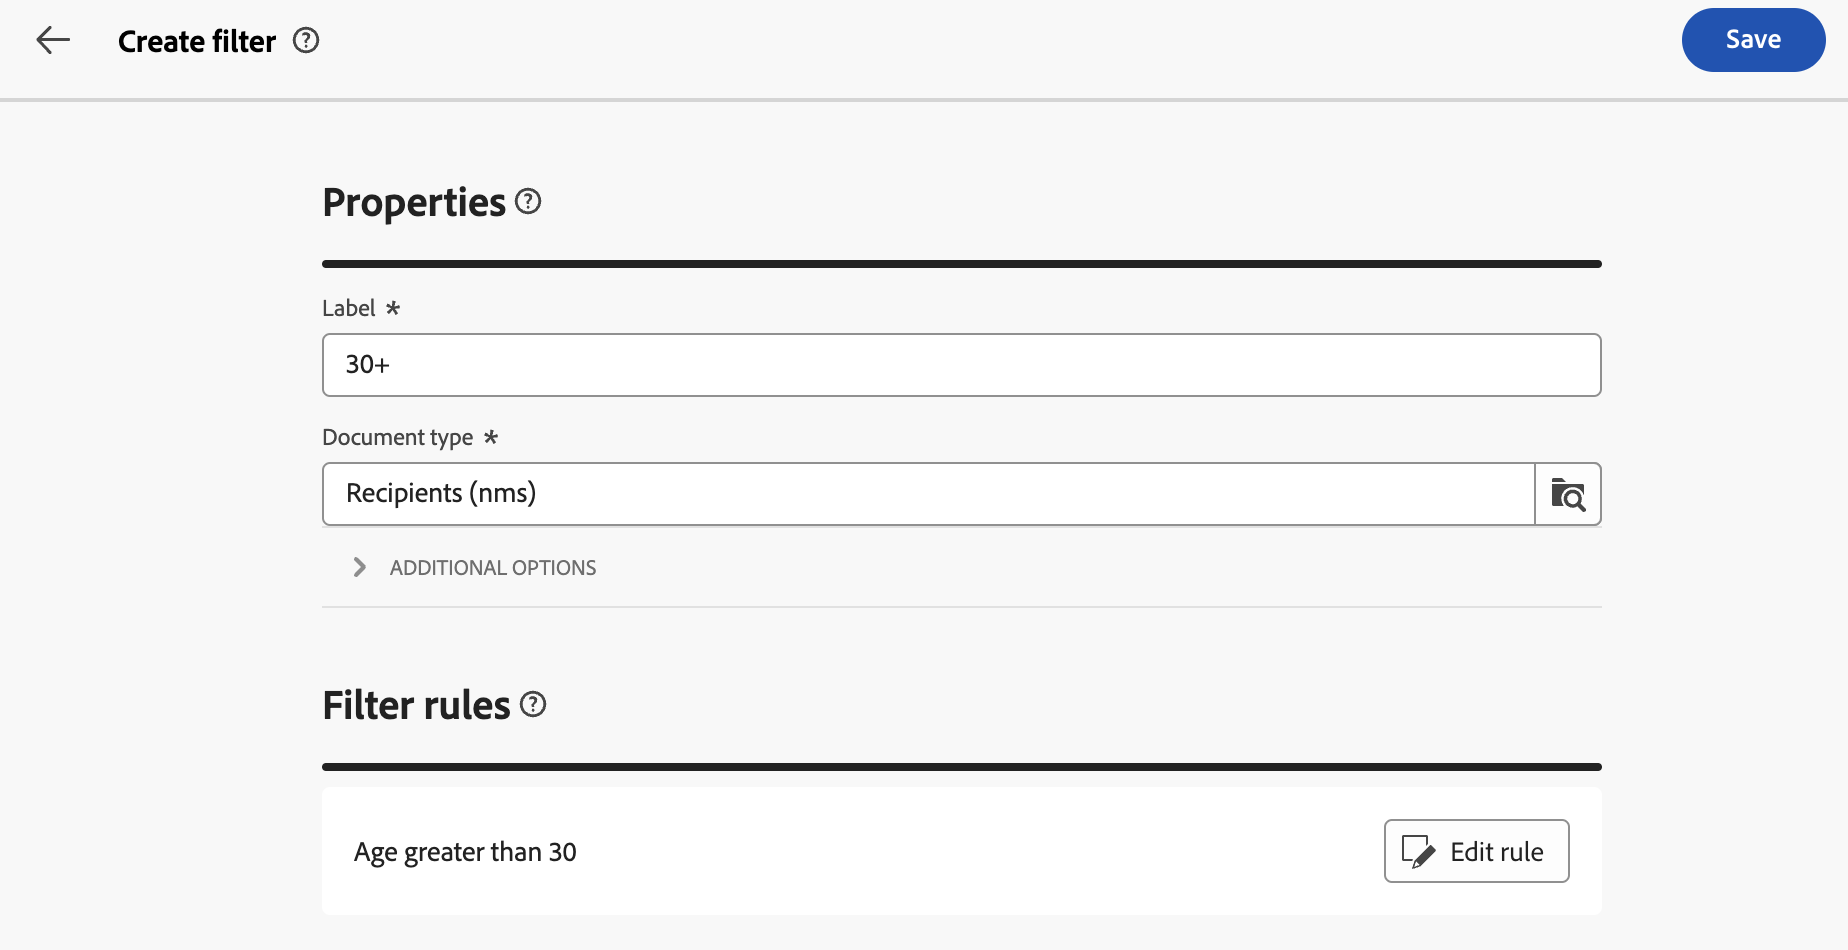 Create filter
Save
Properties
Label *
30+
Document type *
Recipients (nms)
ADDITIONAL OPTIONS
Filter rules
Age greater than 30
Edit rule